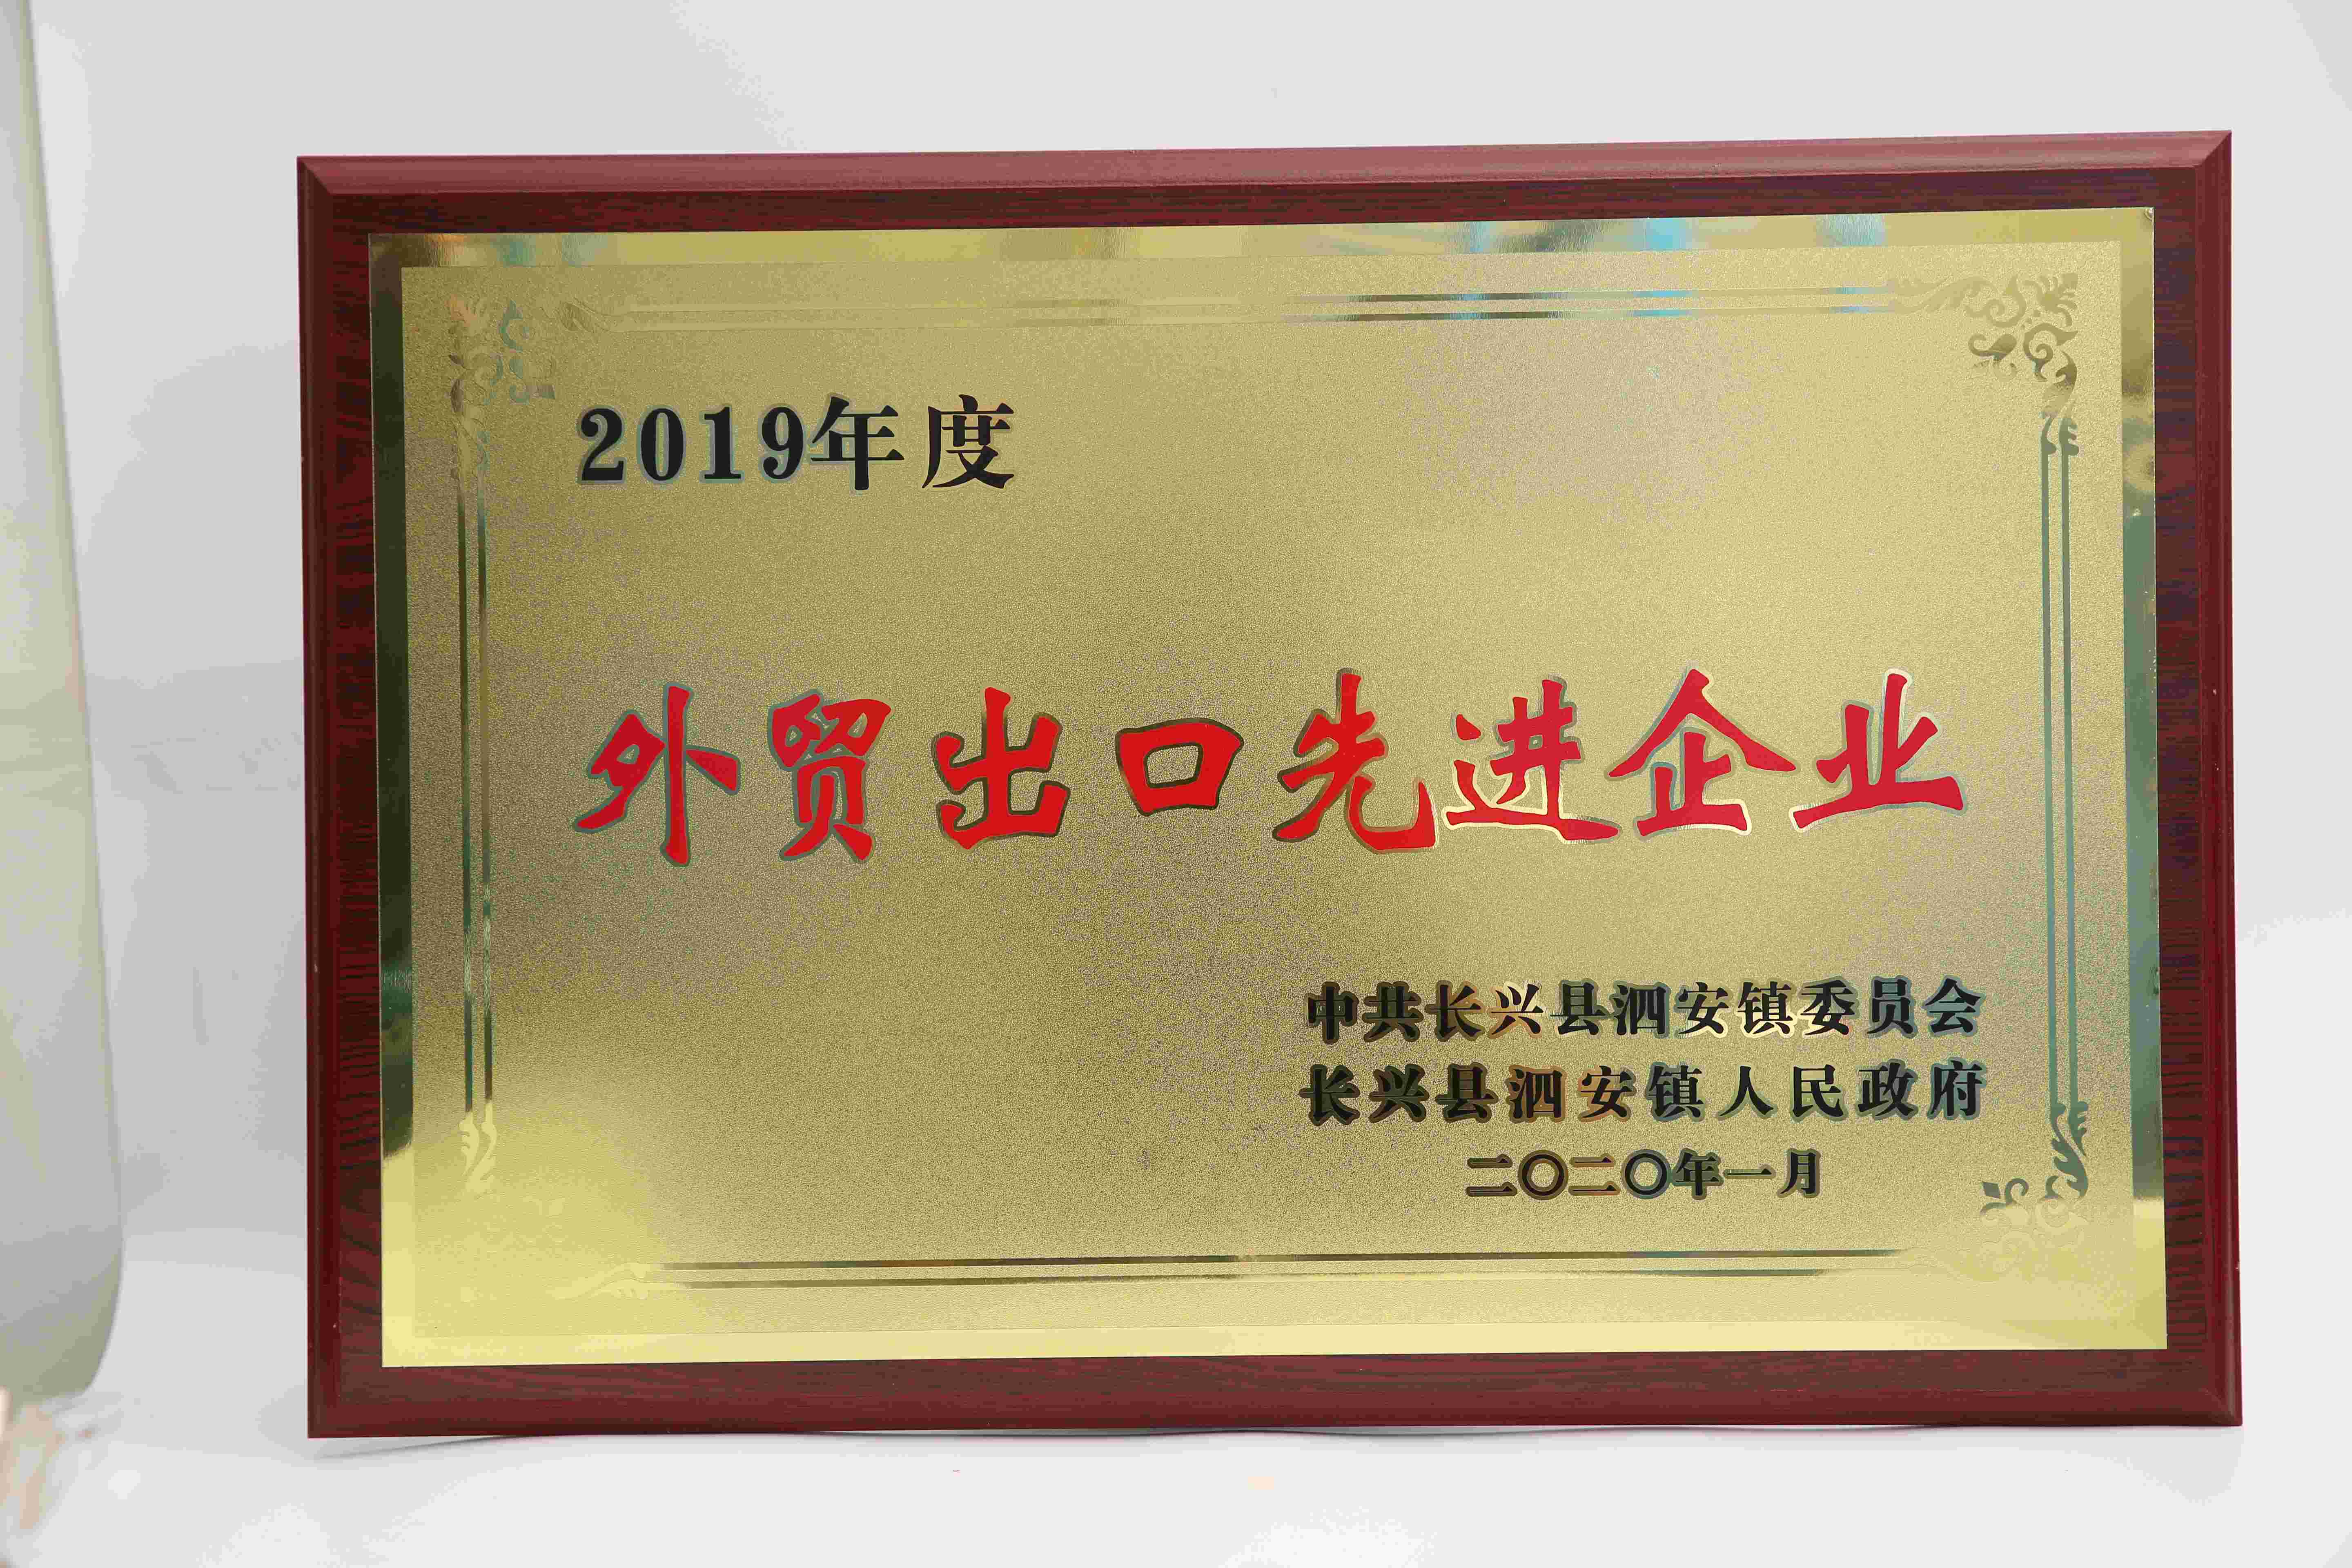 2019年度
外贸出口先进企业
中共长兴县泗安镇委员会
长兴县泗安镇人民政府
二〇二〇年一月